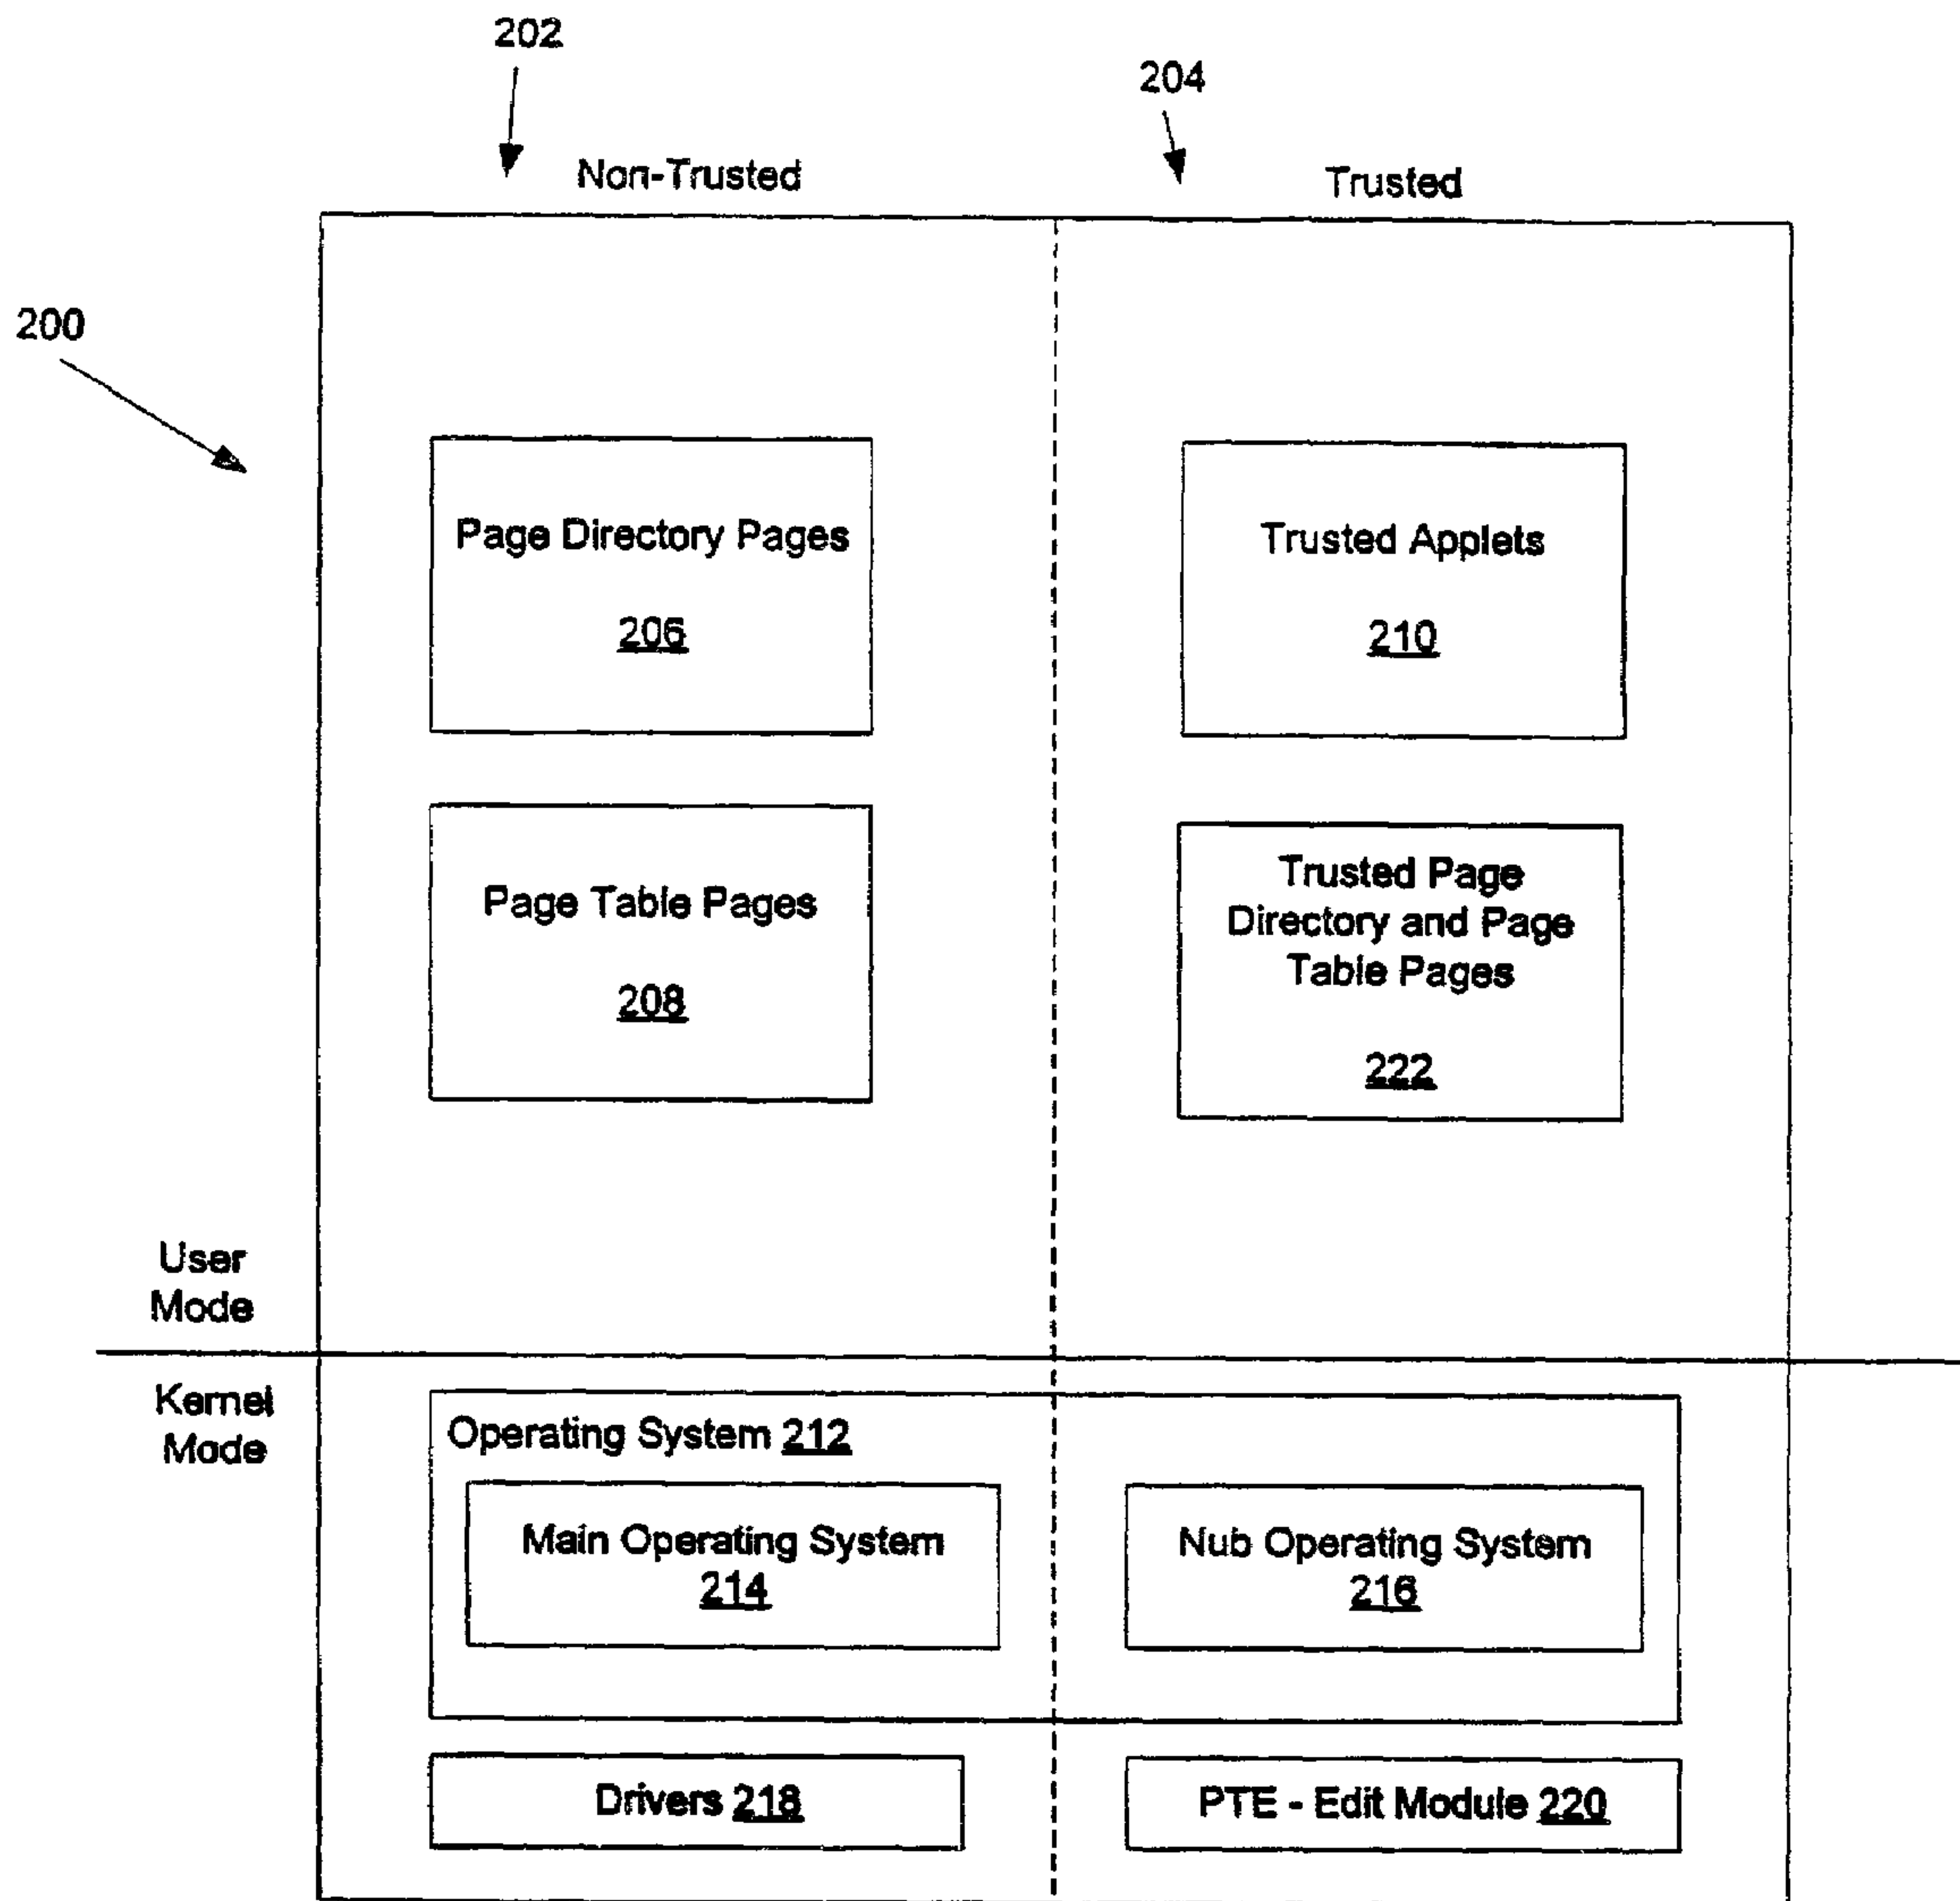 202
204
Non-Trusted
Trusted
200
Page Directory Pages
206
Trusted Applets
210
Page Table Pages
208
Trusted Page
Directory and Page
Table Pages
222
User
Mode
Kernel
Mode
Operating System 212
Main Operating System
214
Nub Operating System
216
Drivers 218
PTE - Edit Module 220